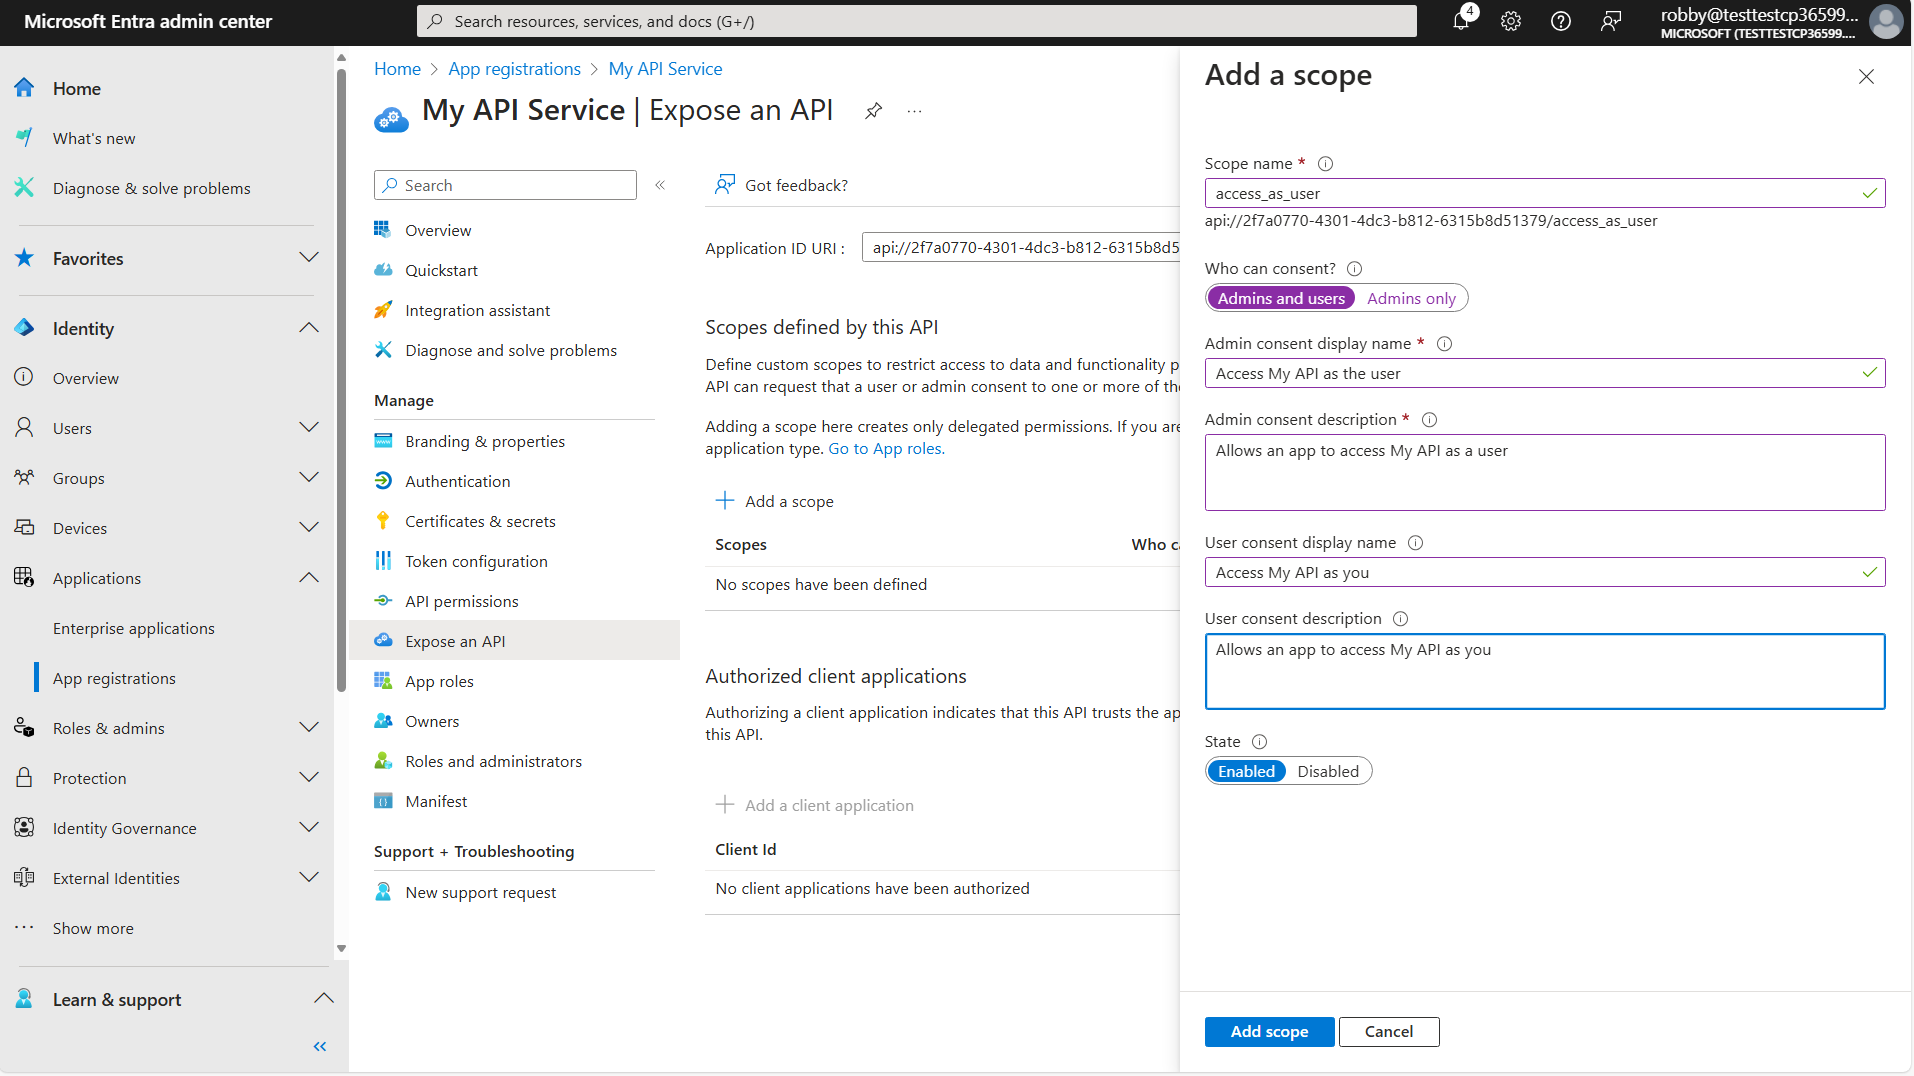 Microsoft Entra admin center
Search resources, services, and docs (G+/)
4
robby@testtestcp36599...
MICROSOFT (TESTTESTCP36599....
Home
What's new
Diagnose & solve problems
Favorites
Identity
Overview
Users
Groups
Devices
Applications
Enterprise applications
App registrations
Roles & admins
Protection
Identity Governance
External Identities
Show more
Learn & support
Home > App registrations > My API Service
My API Service | Expose an API
Search
Overview
Quickstart
Integration assistant
Diagnose and solve problems
Manage
Branding & properties
Authentication
Certificates & secrets
Token configuration
API permissions
Expose an API
App roles
Owners
Roles and administrators
Manifest
Support + Troubleshooting
New support request
Got feedback?
Application ID URI : api://2f7a0770-4301-4dc3-b812-6315b8d5
Scopes defined by this API
Define custom scopes to restrict access to data and functionality p
API can request that a user or admin consent to one or more of the
Adding a scope here creates only delegated permissions. If you are
application type. Go to App roles.
Add a scope
Scopes Who ca
No scopes have been defined
Authorized client applications
Authorizing a client application indicates that this API trusts the ap
this API.
Add a client application
Client Id
No client applications have been authorized
Add a scope
Scope name *
access_as_user
api://2f7a0770-4301-4dc3-b812-6315b8d51379/access_as_user
Who can consent?
Admins and users Admins only
Admin consent display name *
Access My API as the user
Admin consent description *
Allows an app to access My API as a user
User consent display name
Access My API as you
User consent description
Allows an app to access My API as you
State
Enabled Disabled
Add scope Cancel